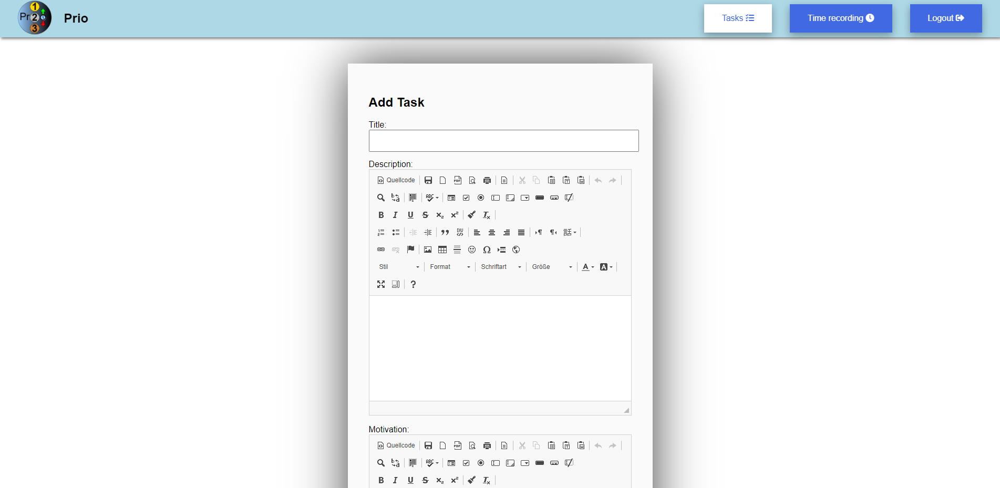 Pr 1 2 3
Prio
Tasks
Time recording
Logout
Add Task
Title:
Description:
Quellcode
Stil
Format
Schriftart
Größe
Motivation:
Quellcode